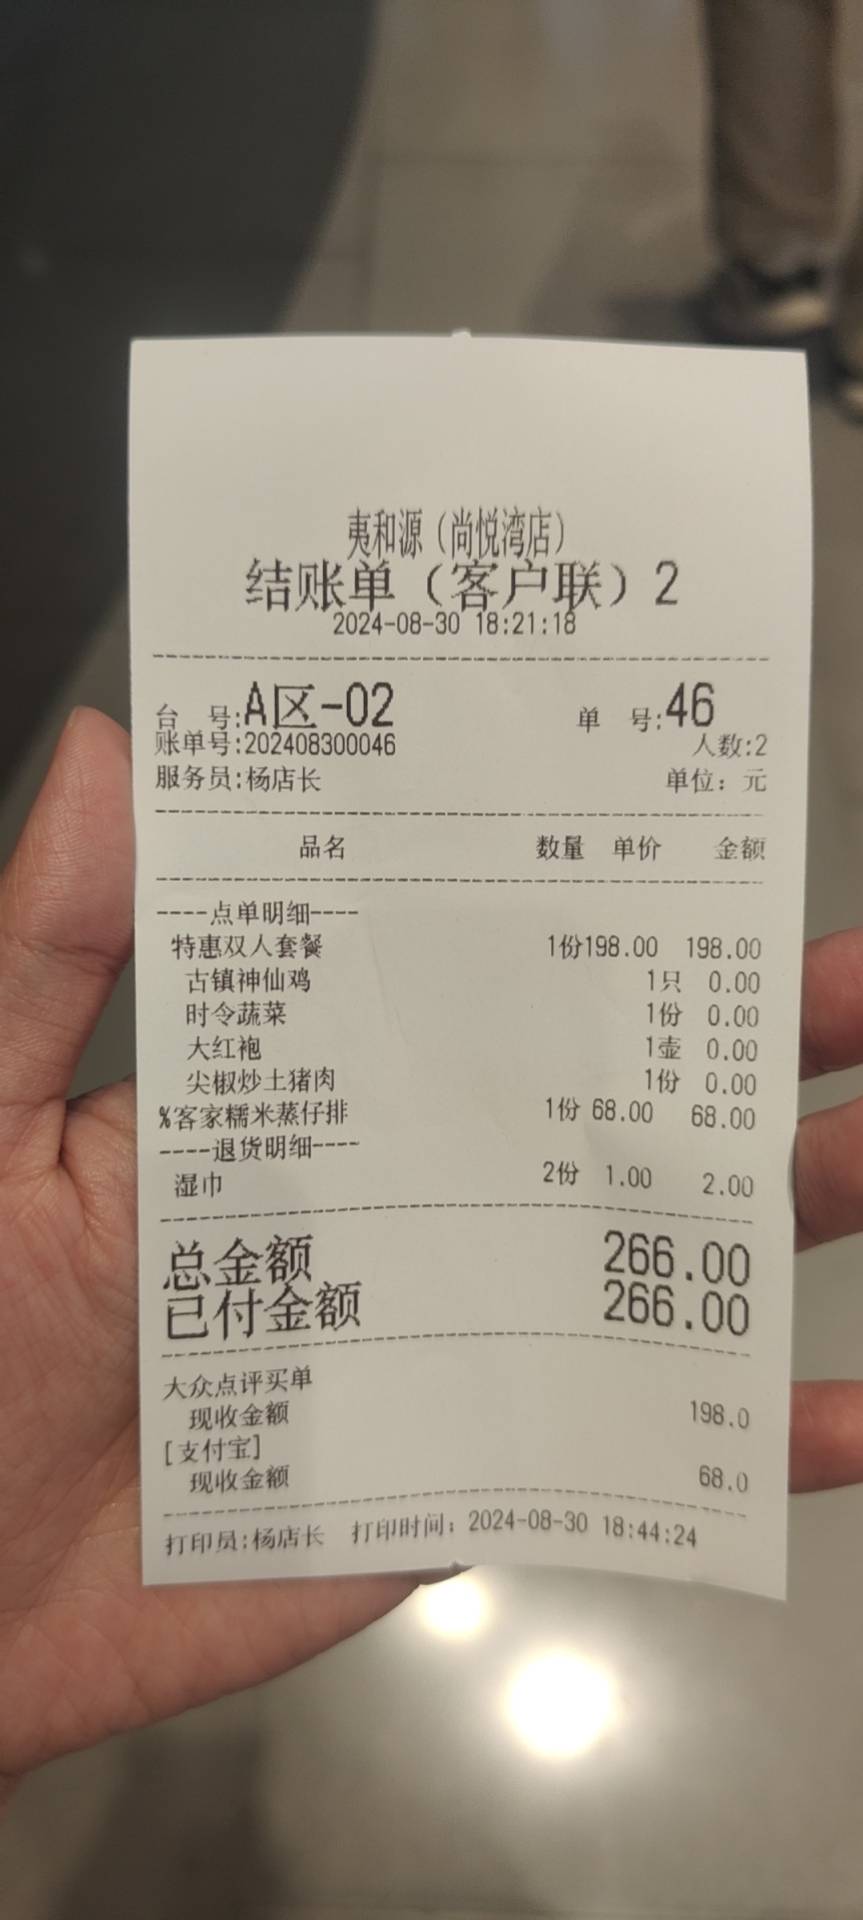 夷和源（尚悦湾店）
结账单（客户联）2
2024-08-30 18:21:18
台 号:A区-02 单 号:46
账单号:202408300046 人数:2
服务员:杨店长 单位：元
品名 数量 单价 金额
----点单明细----
特惠双人套餐 1份198.00 198.00
古镇神仙鸡 1只 0.00
时令蔬菜 1份 0.00
大红袍 1壶 0.00
尖椒炒土猪肉 1份 0.00
%客家糯米蒸仔排 1份 68.00 68.00
----退货明细----
湿巾 2份 1.00 2.00
总金额 266.00
已付金额 266.00
大众点评买单
现收金额 198.0
[支付宝]
现收金额 68.0
打印员:杨店长 打印时间：2024-08-30 18:44:24